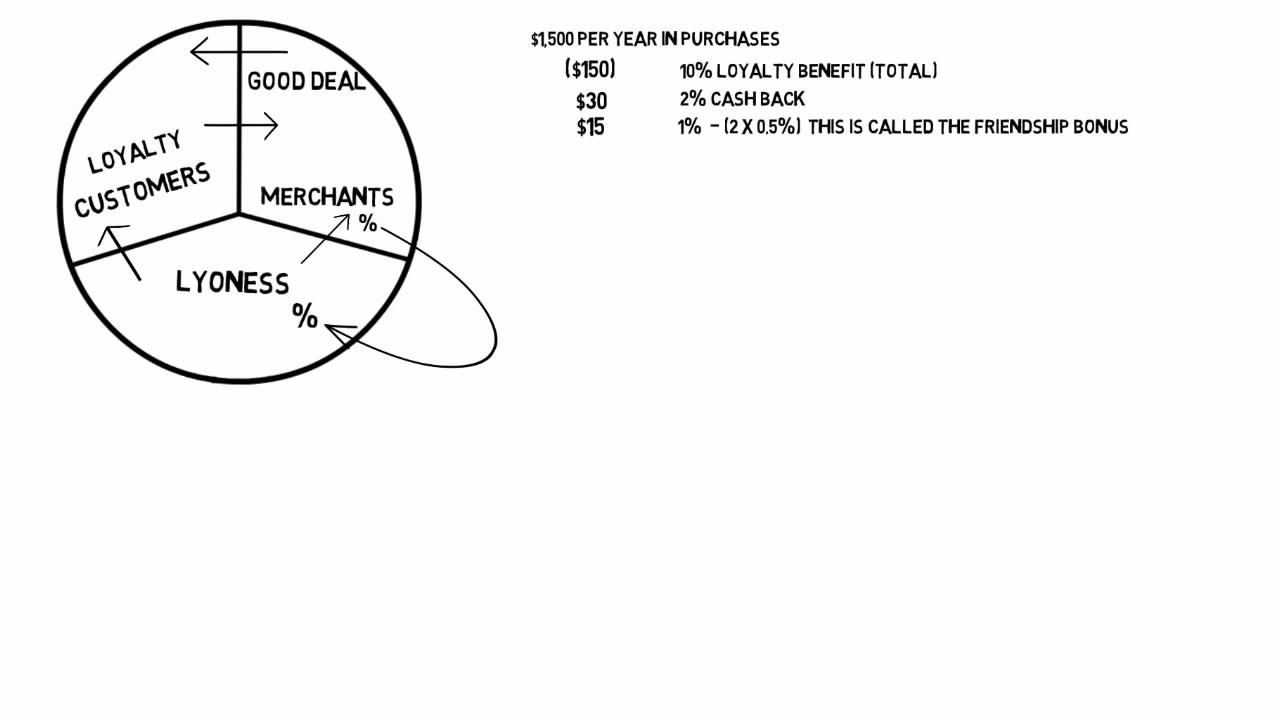 GOOD DEAL
LOYALTY
CUSTOMERS
MERCHANTS
%
LYONESS
%
$1,500 PER YEAR IN PURCHASES
($150) 10% LOYALTY BENEFIT (TOTAL)
$30 2% CASH BACK
$15 1% - (2 X 0.5%) THIS IS CALLED THE FRIENDSHIP BONUS